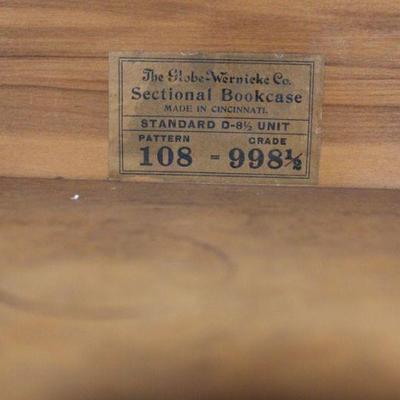 The Globe-Wernicke Co.
Sectional Bookcase
MADE IN CINCINNATI.
STANDARD D-8½ UNIT
PATTERN GRADE
108 = 998½